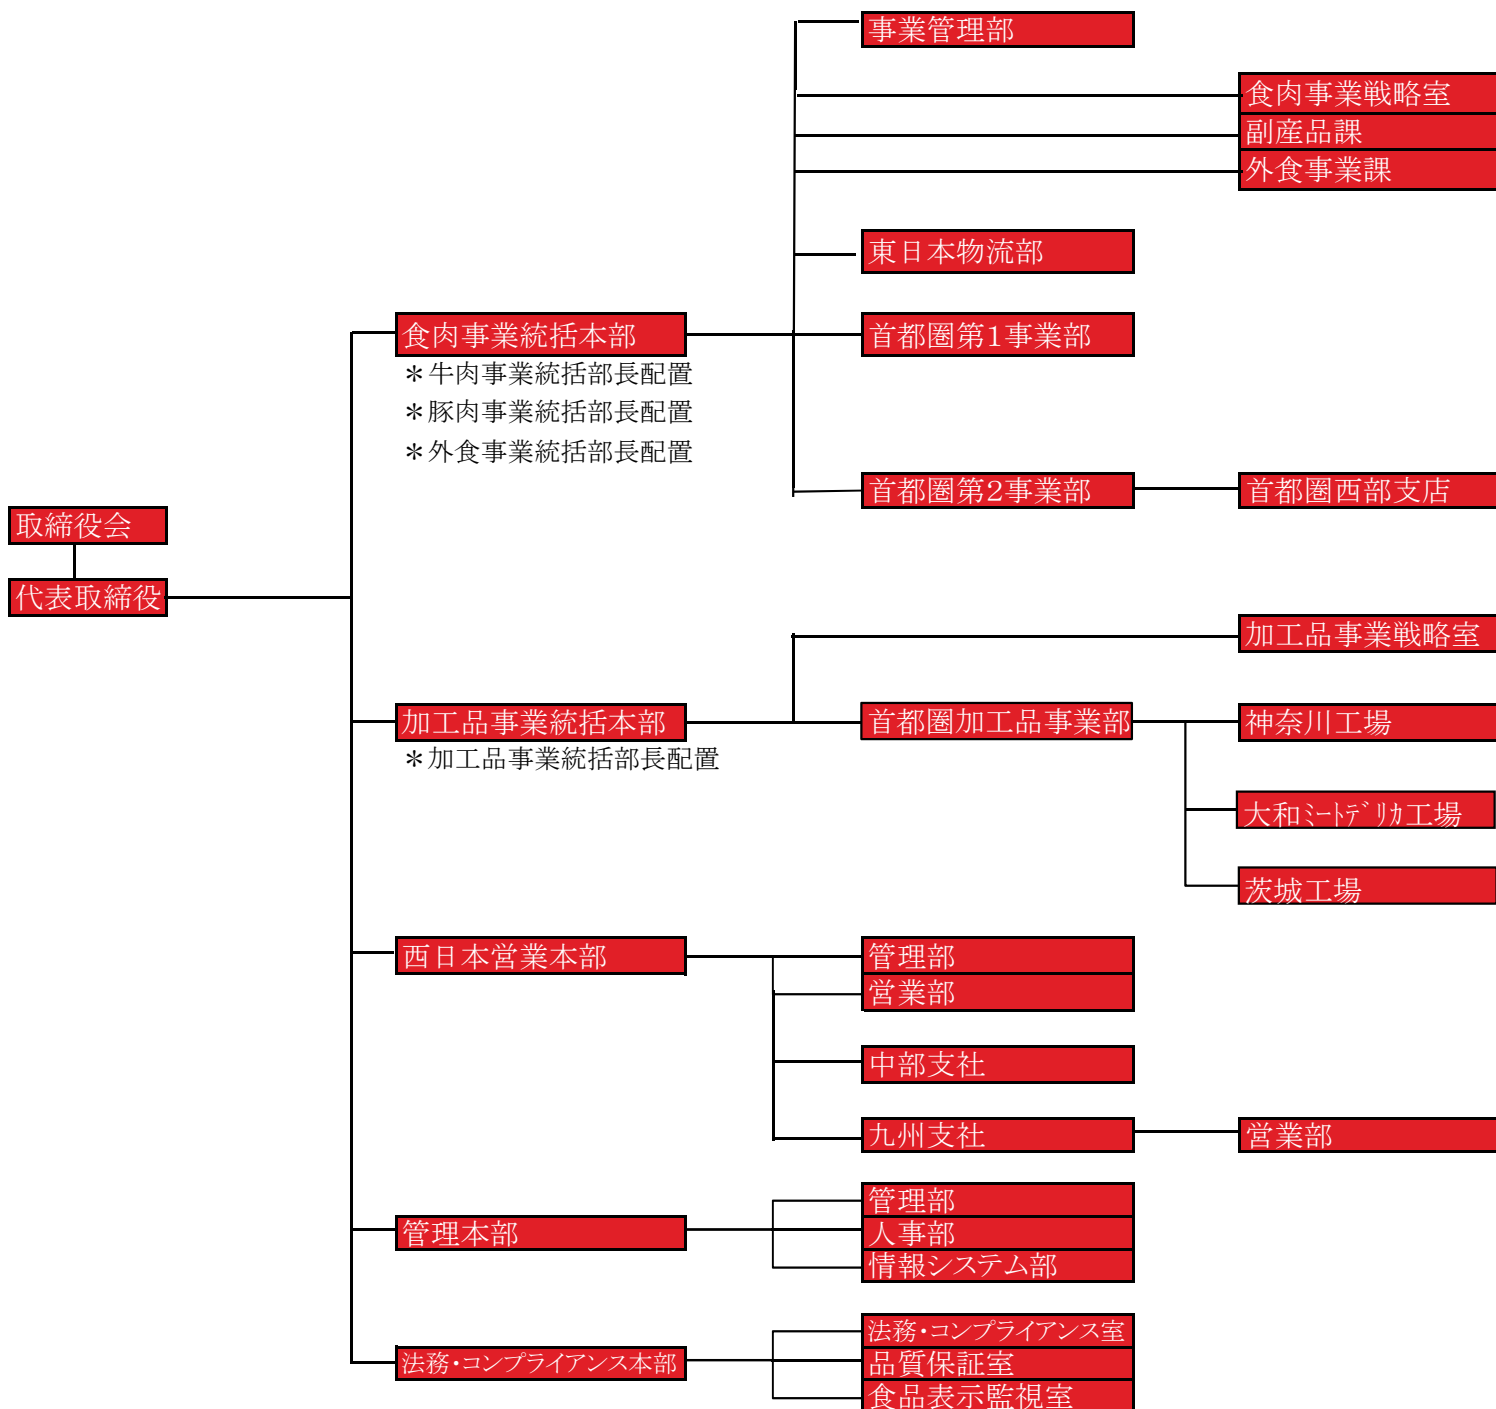 事業管理部
食肉事業戦略室
副産品課
外食事業課
東日本物流部
食肉事業統括本部
首都圏第1事業部
＊牛肉事業統括部長配置
＊豚肉事業統括部長配置
＊外食事業統括部長配置
首都圏第2事業部
首都圏西部支店
取締役会
代表取締役
加工品事業戦略室
加工品事業統括本部
首都圏加工品事業部
神奈川工場
＊加工品事業統括部長配置
大和ﾐｰﾄﾃﾞﾘｶ工場
茨城工場
西日本営業本部
管理部
営業部
中部支社
九州支社
営業部
管理本部
管理部
人事部
情報システム部
法務・コンプライアンス本部
法務・コンプライアンス室
品質保証室
食品表示監視室